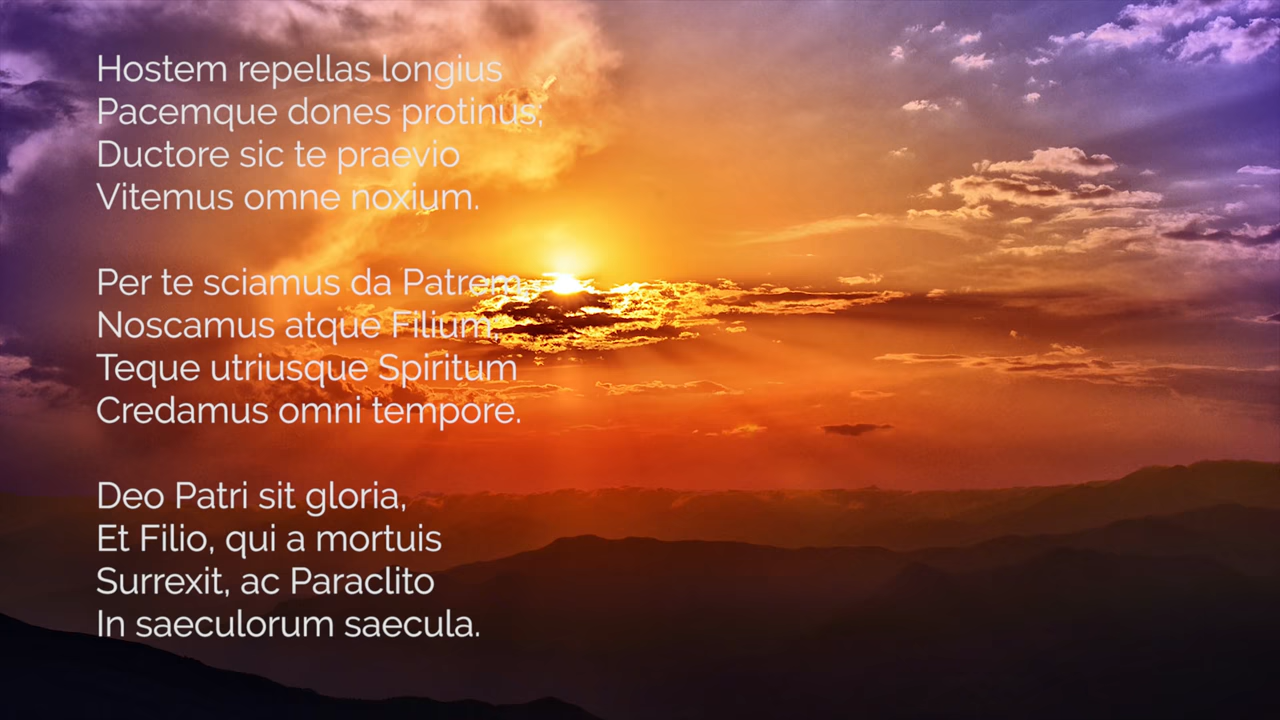 Hostem repellas longius
Pacemque dones protinus;
Ductore sic te praevio
Vitemus omne noxium.
Per te sciamus da Patrem,
Noscamus atque Filium,
Teque utriusque Spiritum
Credamus omni tempore.
Deo Patri sit gloria,
Et Filio, qui a mortuis
Surrexit, ac Paraclito
In saeculorum saecula.